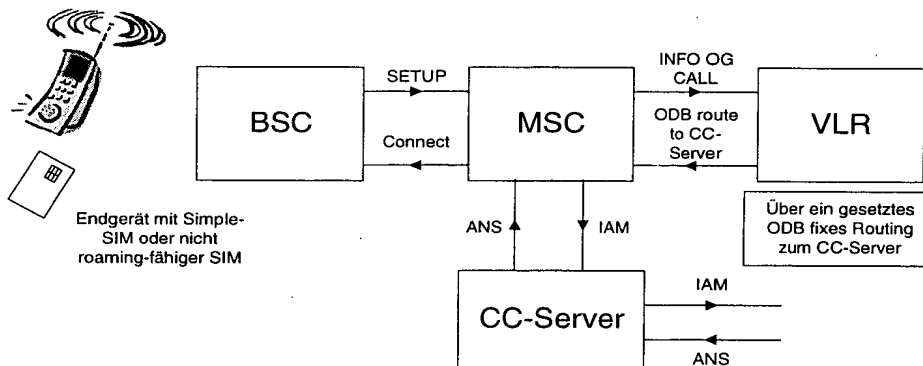 SETUP
INFO OG
CALL
BSC
MSC
VLR
Connect
ODB route
to CC-
Server
Endgerät mit Simple-
SIM oder nicht
roaming-fähiger SIM
ANS
IAM
Über ein gesetztes
ODB fixes Routing
zum CC-Server
CC-Server
IAM
ANS